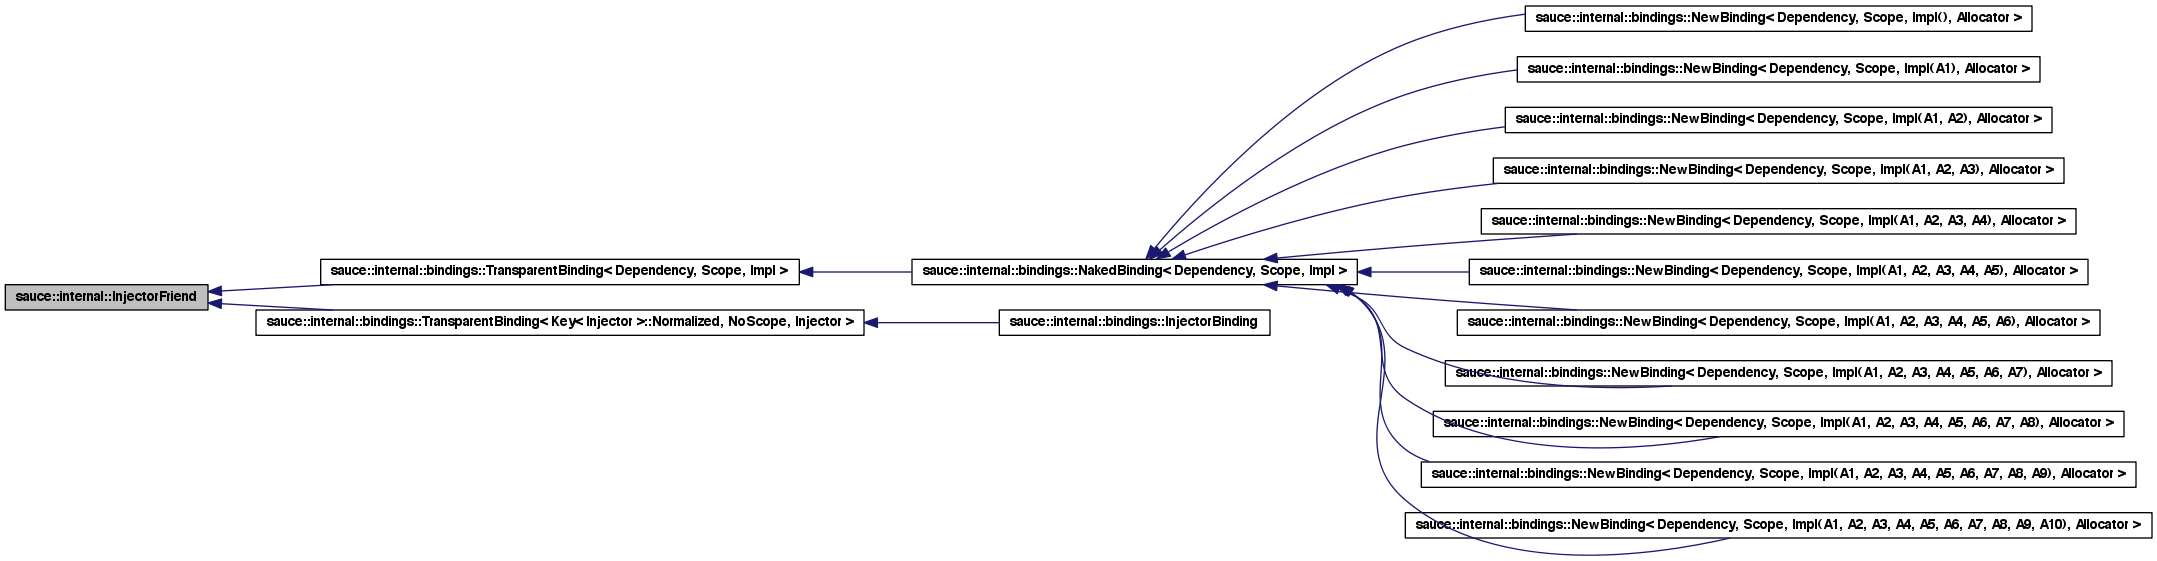 sauce::internal::InjectorFriend
sauce::internal::bindings::TransparentBinding< Dependency, Scope, Impl >
sauce::internal::bindings::TransparentBinding< Key< Injector >::Normalized, NoScope, Injector >
sauce::internal::bindings::NakedBinding< Dependency, Scope, Impl >
sauce::internal::bindings::InjectorBinding
sauce::internal::bindings::NewBinding< Dependency, Scope, Impl(), Allocator >
sauce::internal::bindings::NewBinding< Dependency, Scope, Impl(A1), Allocator >
sauce::internal::bindings::NewBinding< Dependency, Scope, Impl(A1, A2), Allocator >
sauce::internal::bindings::NewBinding< Dependency, Scope, Impl(A1, A2, A3), Allocator >
sauce::internal::bindings::NewBinding< Dependency, Scope, Impl(A1, A2, A3, A4), Allocator >
sauce::internal::bindings::NewBinding< Dependency, Scope, Impl(A1, A2, A3, A4, A5), Allocator >
sauce::internal::bindings::NewBinding< Dependency, Scope, Impl(A1, A2, A3, A4, A5, A6), Allocator >
sauce::internal::bindings::NewBinding< Dependency, Scope, Impl(A1, A2, A3, A4, A5, A6, A7), Allocator >
sauce::internal::bindings::NewBinding< Dependency, Scope, Impl(A1, A2, A3, A4, A5, A6, A7, A8), Allocator >
sauce::internal::bindings::NewBinding< Dependency, Scope, Impl(A1, A2, A3, A4, A5, A6, A7, A8, A9), Allocator >
sauce::internal::bindings::NewBinding< Dependency, Scope, Impl(A1, A2, A3, A4, A5, A6, A7, A8, A9, A10), Allocator >